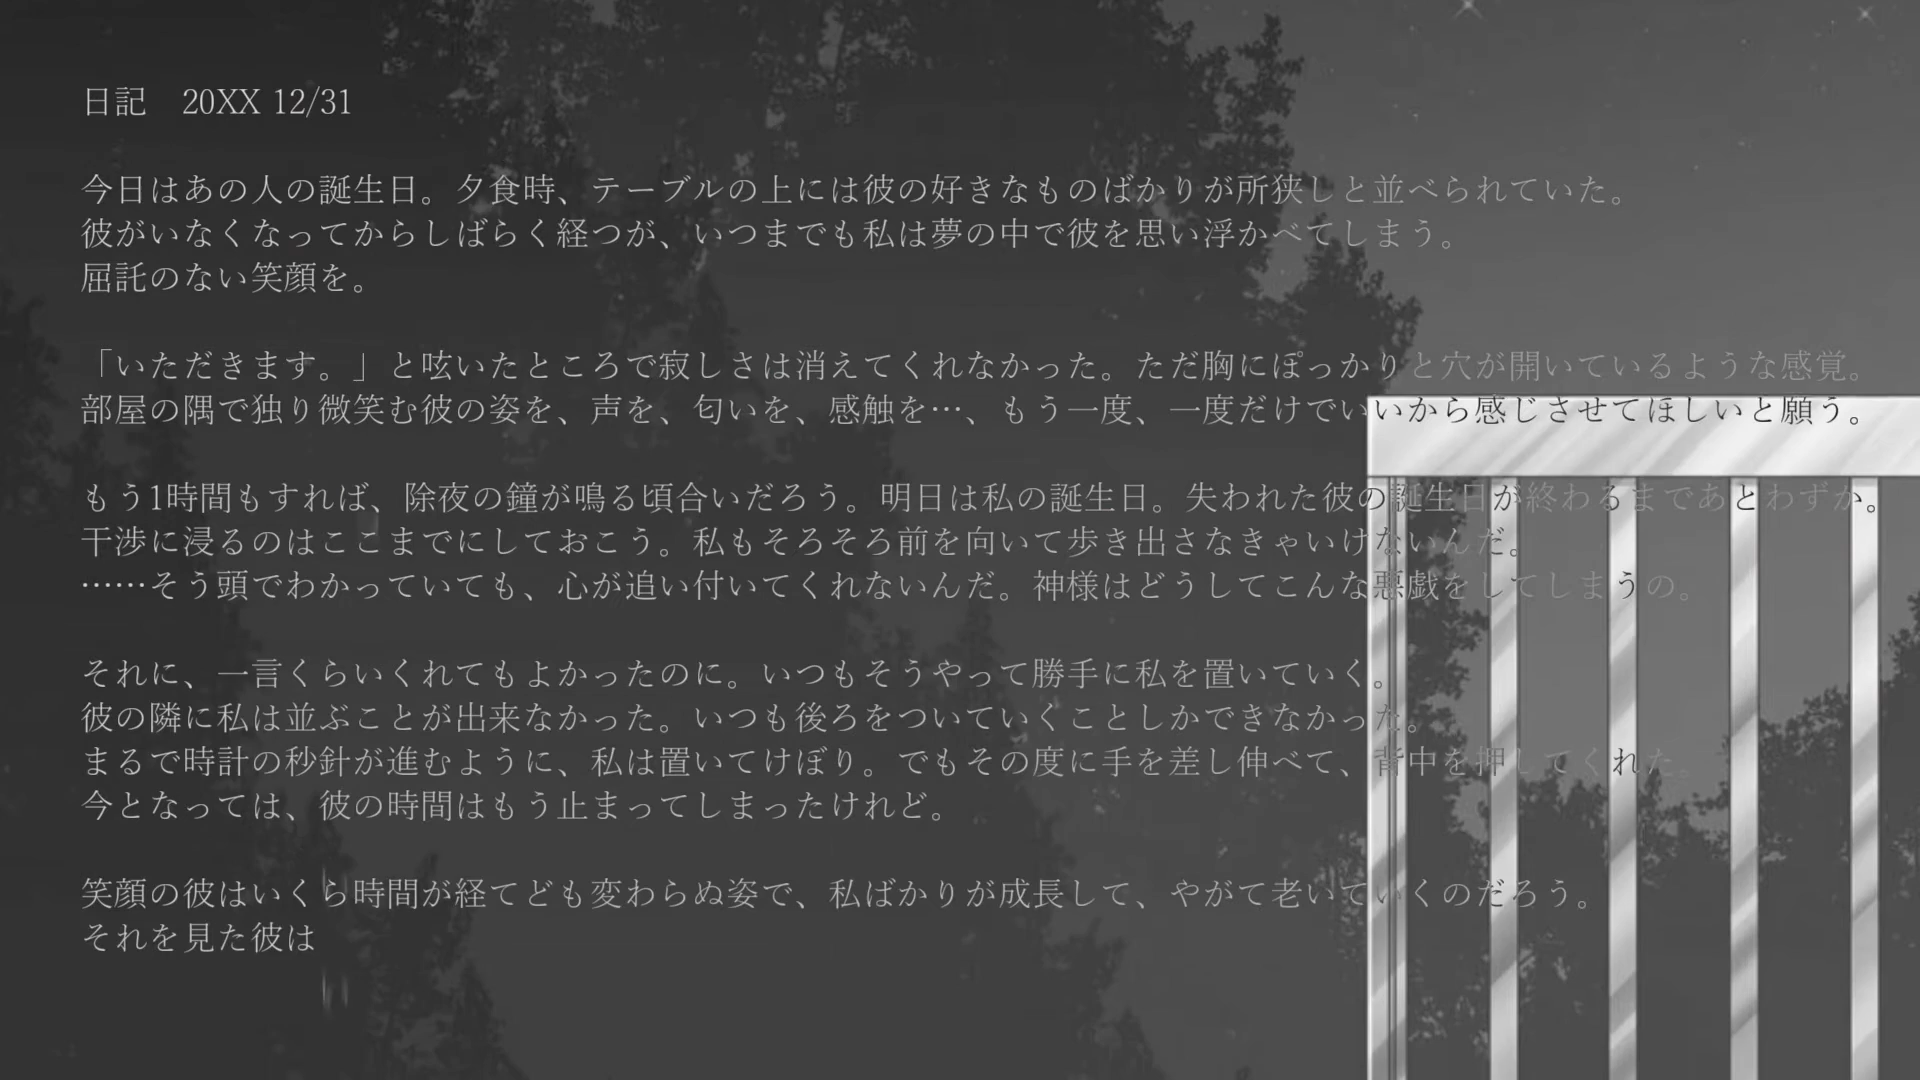 日記　20XX 12/31
今日はあの人の誕生日。夕食時、テーブルの上には彼の好きなものばかりが所狭しと並べられていた。
彼がいなくなってからしばらく経つが、いつまでも私は夢の中で彼を思い浮かべてしまう。
屈託のない笑顔を。
「いただきます。」と呟いたところで寂しさは消えてくれなかった。ただ胸にぽっかりと穴が開いているような感覚。
部屋の隅で独り微笑む彼の姿を、声を、匂いを、感触を…、もう一度、一度だけでいいから感じさせてほしいと願う。
もう1時間もすれば、除夜の鐘が鳴る頃合いだろう。明日は私の誕生日。失われた彼の誕生日が終わるまであとわずか。
干渉に浸るのはここまでにしておこう。私もそろそろ前を向いて歩き出さなきゃいけないんだ。
……そう頭でわかっていても、心が追い付いてくれないんだ。神様はどうしてこんな悪戯をしてしまうの。
それに、一言くらいくれてもよかったのに。いつもそうやって勝手に私を置いていく。
彼の隣に私は並ぶことが出来なかった。いつも後ろをついていくことしかできなかった。
まるで時計の秒針が進むように、私は置いてけぼり。でもその度に手を差し伸べて、背中を押してくれた。
今となっては、彼の時間はもう止まってしまったけれど。
笑顔の彼はいくら時間が経てども変わらぬ姿で、私ばかりが成長して、やがて老いていくのだろう。
それを見た彼は